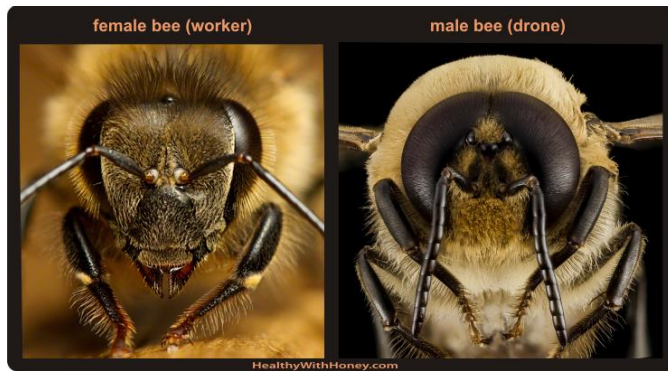 female bee (worker)
male bee (drone)
HealthyWithHoney.com